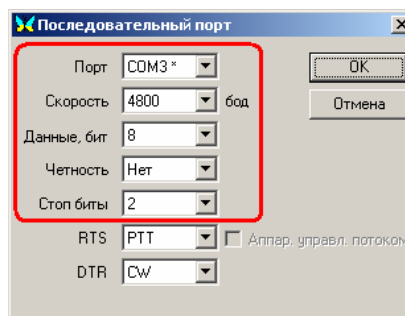 Последовательный порт
Порт COM3 *
OK
Скорость 4800 бод
Отмена
Данные, бит 8
Четность Нет
Стоп биты 2
RTS PTT Аппар. управл. потоком
DTR CW